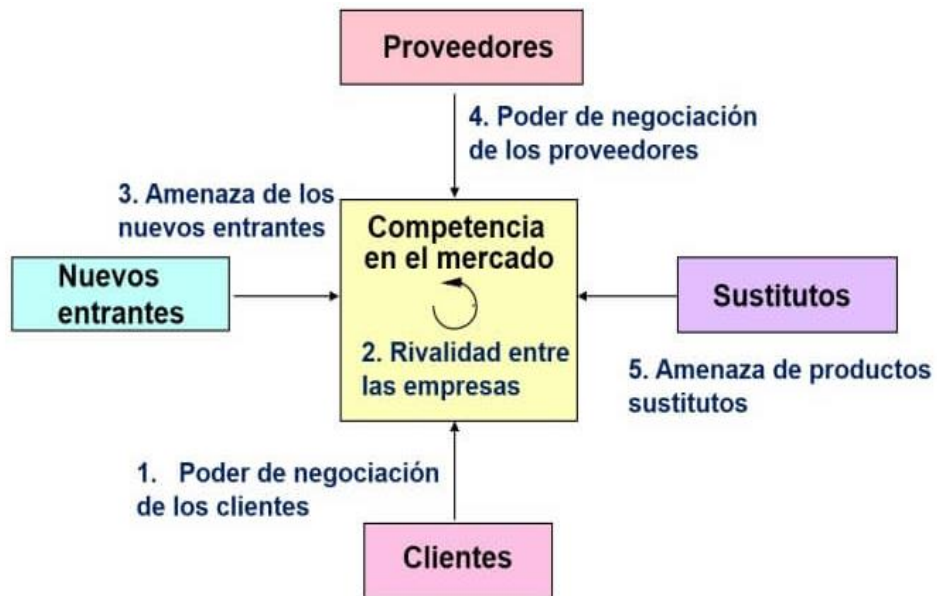 Proveedores
4. Poder de negociación
de los proveedores
3. Amenaza de los
nuevos entrantes
Competencia
en el mercado
Nuevos
entrantes
Sustitutos
2. Rivalidad entre
las empresas
5. Amenaza de productos
sustitutos
1. Poder de negociación
de los clientes
Clientes